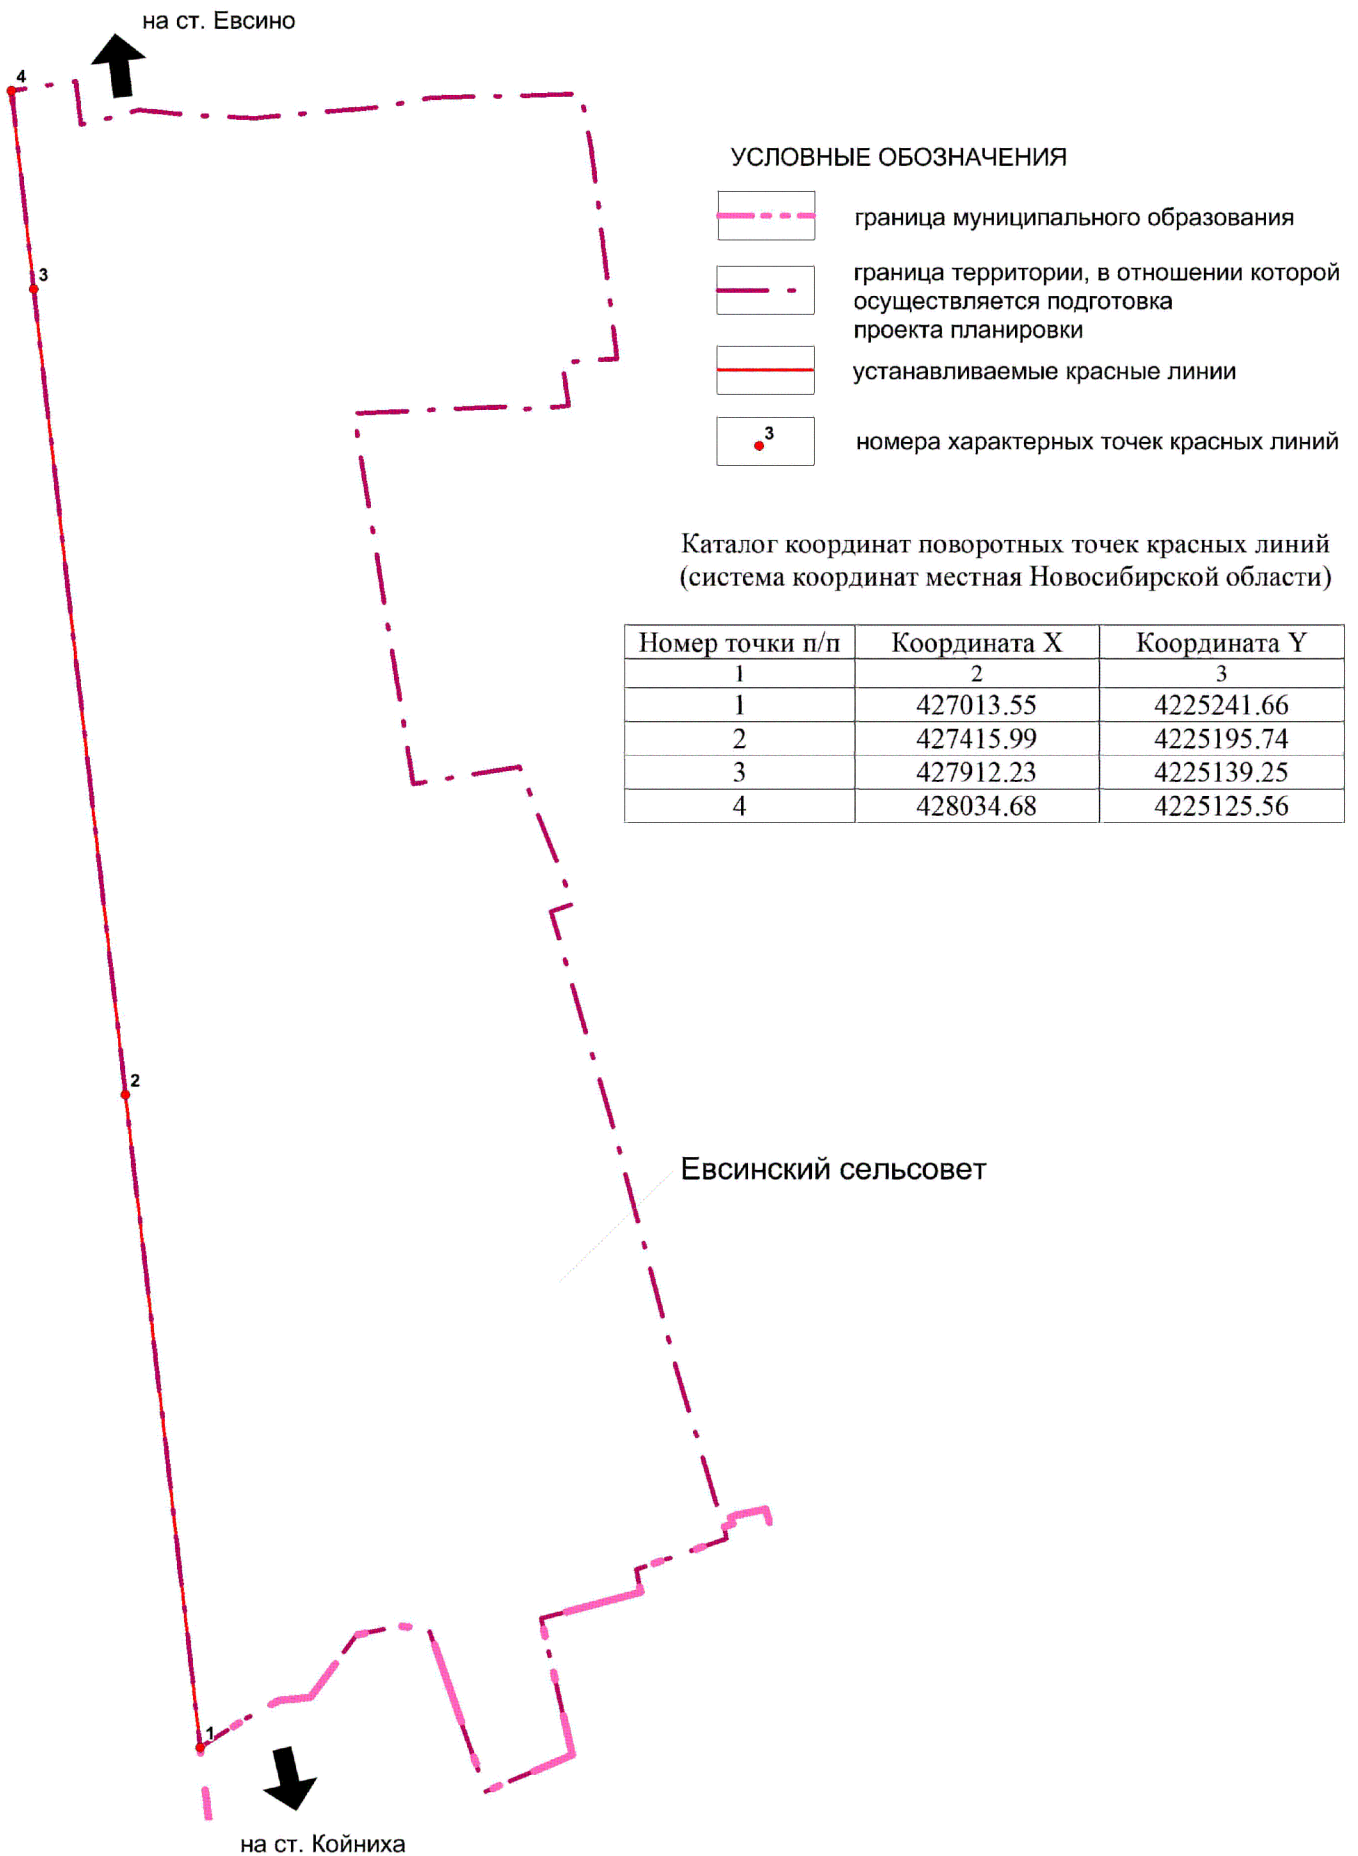 на ст. Евсино
4
УСЛОВНЫЕ ОБОЗНАЧЕНИЯ
граница муниципального образования
3
граница территории, в отношении которой
осуществляется подготовка
проекта планировки
устанавливаемые красные линии
3
номера характерных точек красных линий
Каталог координат поворотных точек красных линий
(система координат местная Новосибирской области)
Номер точки п/п Координата X Координата Y
1 2 3
1 427013.55 4225241.66
2 427415.99 4225195.74
3 427912.23 4225139.25
4 428034.68 4225125.56
2
Евсинский сельсовет
1
на ст. Койниха